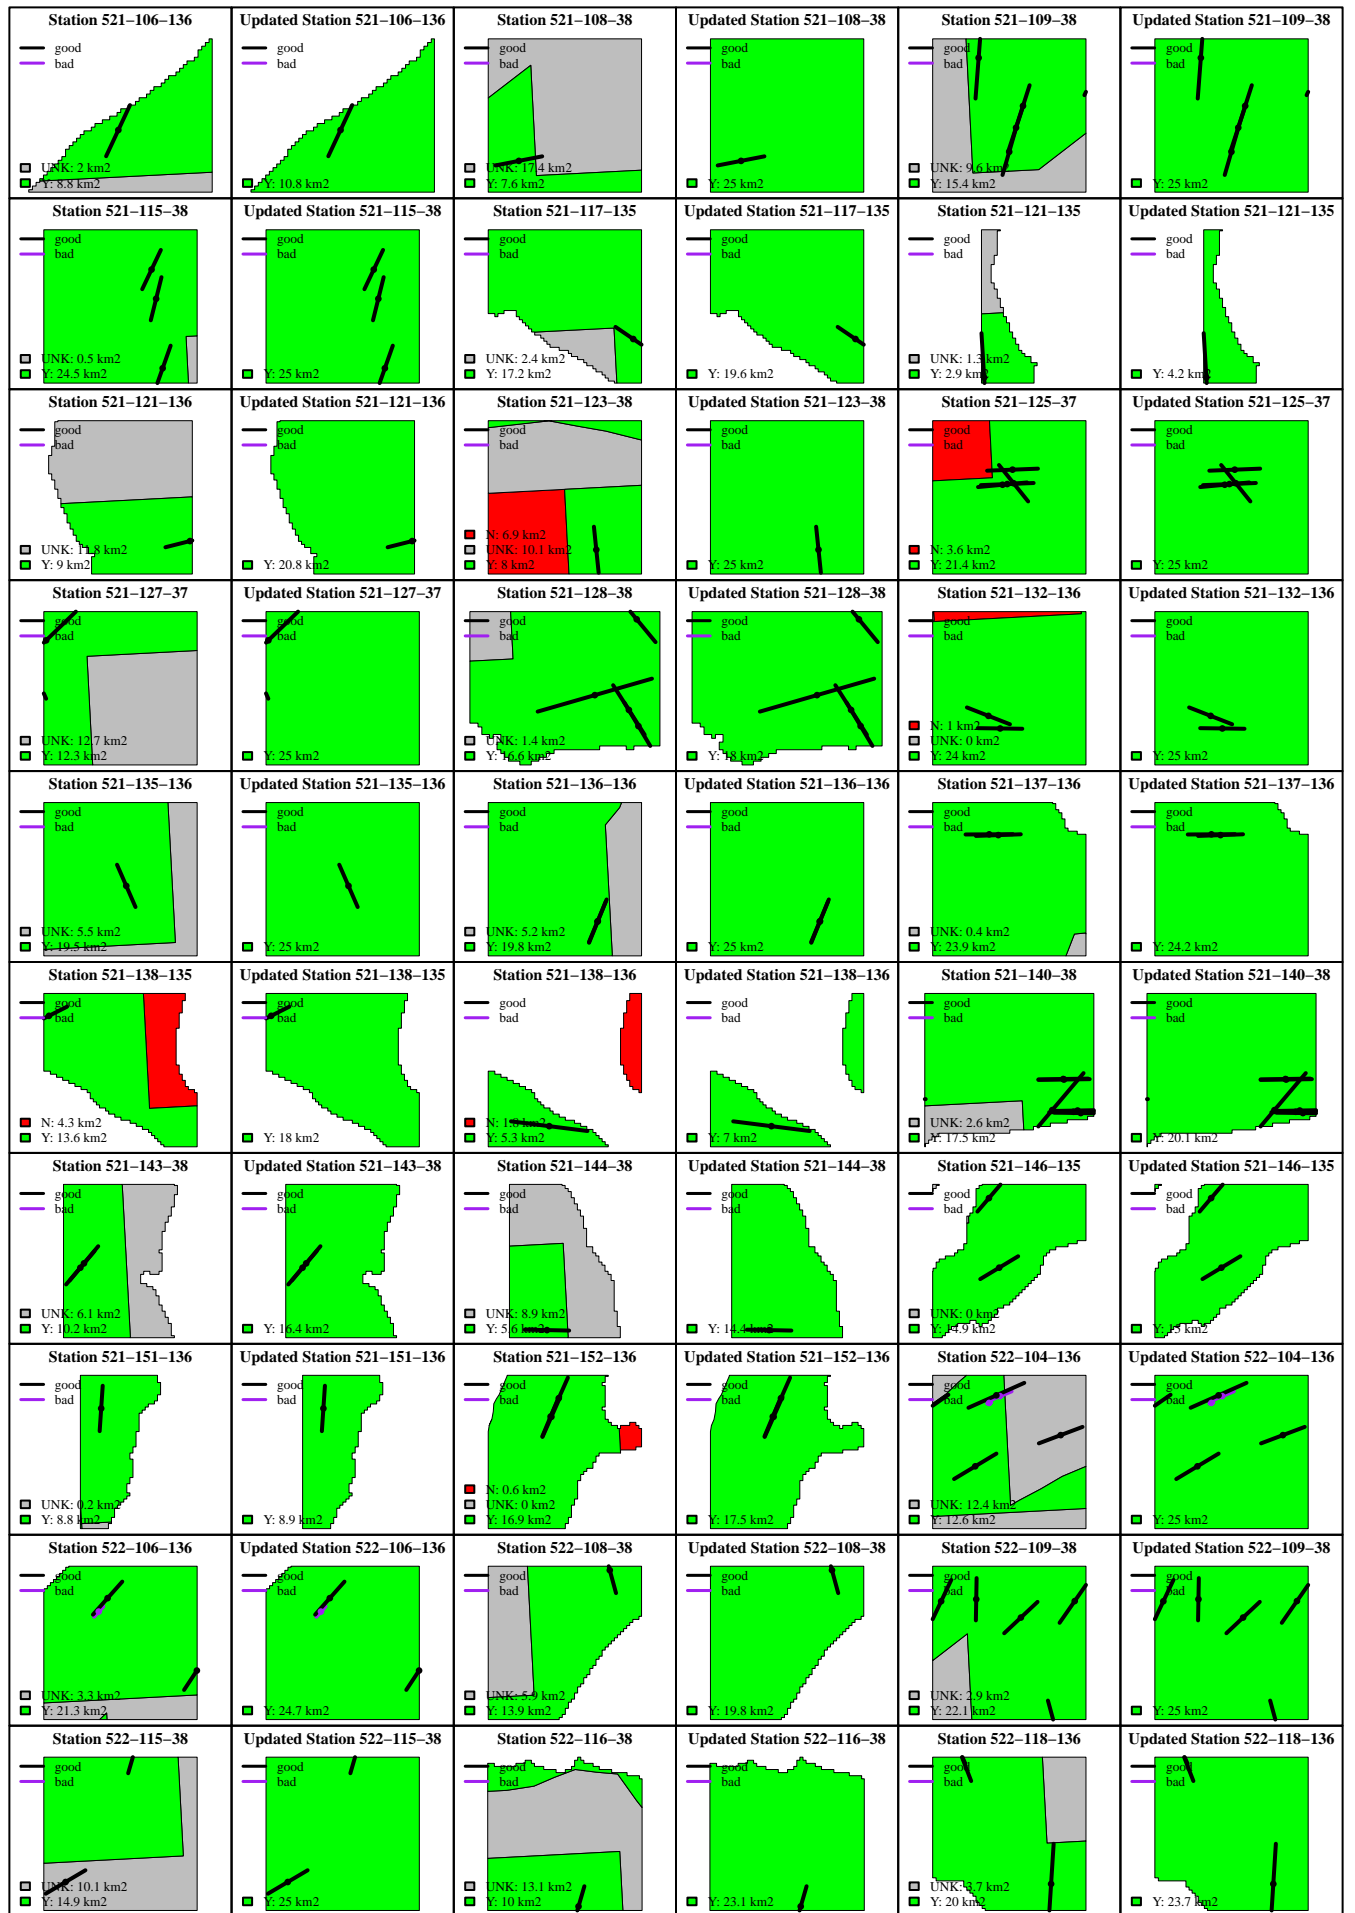 Station 521−106−136
good
bad
UNK: 2 km2
Y: 8.8 km2
Updated Station 521−106−136
good
bad
Y: 10.8 km2
Station 521−108−38
good
bad
UNK: 17.4 km2
Y: 7.6 km2
Updated Station 521−108−38
good
bad
Y: 25 km2
Station 521−109−38
good
bad
UNK: 9.6 km2
Y: 15.4 km2
Updated Station 521−109−38
good
bad
Y: 25 km2
Station 521−115−38
good
bad
UNK: 0.5 km2
Y: 24.5 km2
Updated Station 521−115−38
good
bad
Y: 25 km2
Station 521−117−135
good
bad
UNK: 2.4 km2
Y: 17.2 km2
Updated Station 521−117−135
good
bad
Y: 19.6 km2
Station 521−121−135
good
bad
UNK: 1.3 km2
Y: 2.9 km2
Updated Station 521−121−135
good
bad
Y: 4.2 km2
Station 521−121−136
good
bad
UNK: 11.8 km2
Y: 9 km2
Updated Station 521−121−136
good
bad
Y: 20.8 km2
Station 521−123−38
good
bad
N: 6.9 km2
UNK: 10.1 km2
Y: 8 km2
Updated Station 521−123−38
good
bad
Y: 25 km2
Station 521−125−37
good
bad
N: 3.6 km2
Y: 21.4 km2
Updated Station 521−125−37
good
bad
Y: 25 km2
Station 521−127−37
good
bad
UNK: 12.7 km2
Y: 12.3 km2
Updated Station 521−127−37
good
bad
Y: 25 km2
Station 521−128−38
good
bad
UNK: 1.4 km2
Y: 16.6 km2
Updated Station 521−128−38
good
bad
Y: 18 km2
Station 521−132−136
good
bad
N: 1 km2
UNK: 0 km2
Y: 24 km2
Updated Station 521−132−136
good
bad
Y: 25 km2
Station 521−135−136
good
bad
UNK: 5.5 km2
Y: 19.5 km2
Updated Station 521−135−136
good
bad
Y: 25 km2
Station 521−136−136
good
bad
UNK: 5.2 km2
Y: 19.8 km2
Updated Station 521−136−136
good
bad
Y: 25 km2
Station 521−137−136
good
bad
UNK: 0.4 km2
Y: 23.9 km2
Updated Station 521−137−136
good
bad
Y: 24.2 km2
Station 521−138−135
good
bad
N: 4.3 km2
Y: 13.6 km2
Updated Station 521−138−135
good
bad
Y: 18 km2
Station 521−138−136
good
bad
N: 1.8 km2
Y: 5.3 km2
Updated Station 521−138−136
good
bad
Y: 7 km2
Station 521−140−38
good
bad
UNK: 2.6 km2
Y: 17.5 km2
Updated Station 521−140−38
good
bad
Y: 20.1 km2
Station 521−143−38
good
bad
UNK: 6.1 km2
Y: 10.2 km2
Updated Station 521−143−38
good
bad
Y: 16.4 km2
Station 521−144−38
good
bad
UNK: 8.9 km2
Y: 5.6 km2
Updated Station 521−144−38
good
bad
Y: 14.4 km2
Station 521−146−135
good
bad
UNK: 0 km2
Y: 14.9 km2
Updated Station 521−146−135
good
bad
Y: 15 km2
Station 521−151−136
good
bad
UNK: 0.2 km2
Y: 8.8 km2
Updated Station 521−151−136
good
bad
Y: 8.9 km2
Station 521−152−136
good
bad
N: 0.6 km2
UNK: 0 km2
Y: 16.9 km2
Updated Station 521−152−136
good
bad
Y: 17.5 km2
Station 522−104−136
good
bad
UNK: 12.4 km2
Y: 12.6 km2
Updated Station 522−104−136
good
bad
Y: 25 km2
Station 522−106−136
good
bad
UNK: 3.3 km2
Y: 21.3 km2
Updated Station 522−106−136
good
bad
Y: 24.7 km2
Station 522−108−38
good
bad
UNK: 5.9 km2
Y: 13.9 km2
Updated Station 522−108−38
good
bad
Y: 19.8 km2
Station 522−109−38
good
bad
UNK: 2.9 km2
Y: 22.1 km2
Updated Station 522−109−38
good
bad
Y: 25 km2
Station 522−115−38
good
bad
UNK: 10.1 km2
Y: 14.9 km2
Updated Station 522−115−38
good
bad
Y: 25 km2
Station 522−116−38
good
bad
UNK: 13.1 km2
Y: 10 km2
Updated Station 522−116−38
good
bad
Y: 23.1 km2
Station 522−118−136
good
bad
UNK: 3.7 km2
Y: 20 km2
Updated Station 522−118−136
good
bad
Y: 23.7 km2